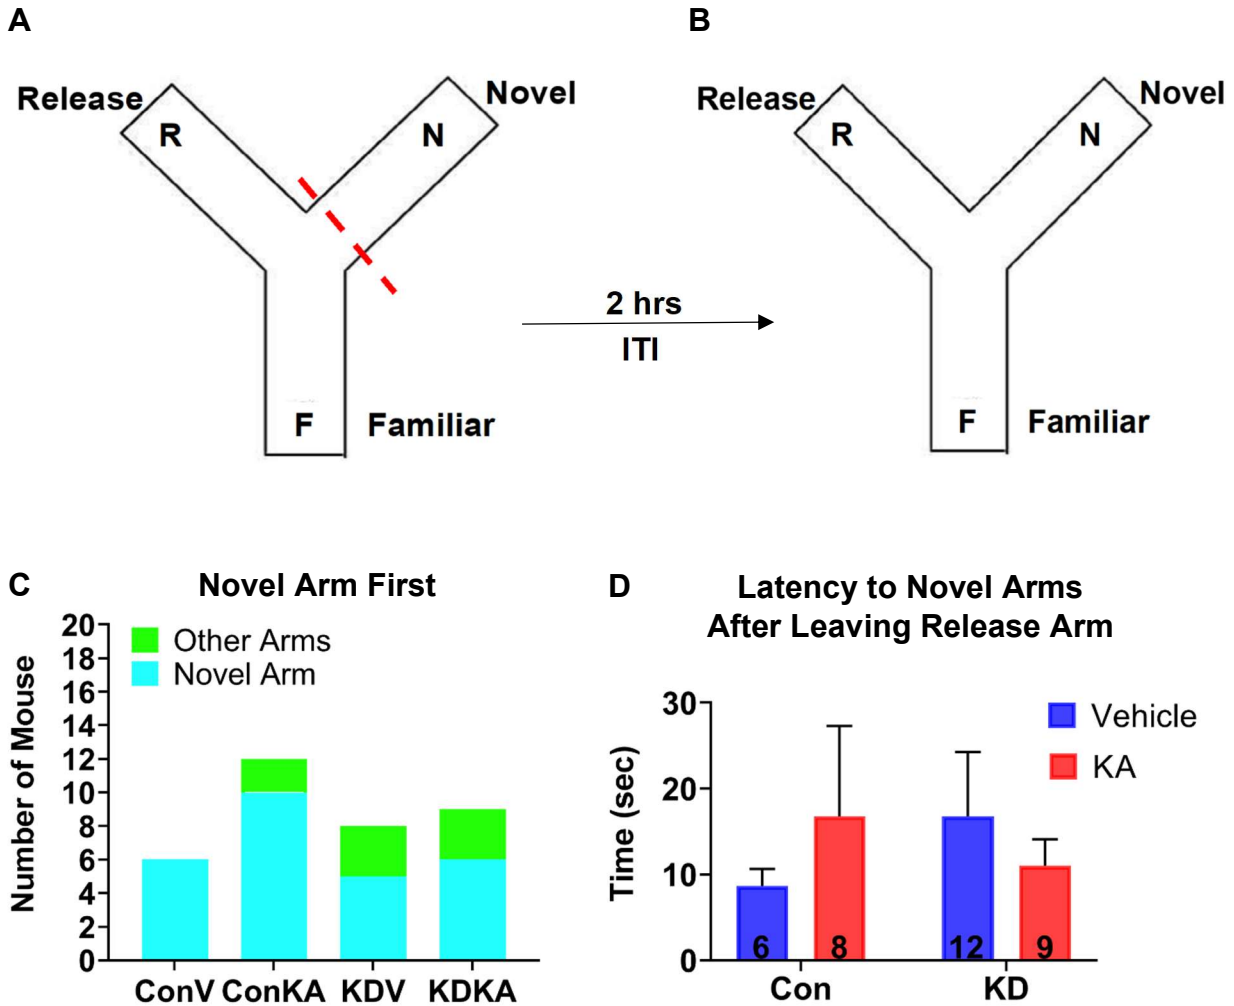 A
B
Release
Novel
R
N
Release
Novel
R
N
2 hrs
ITI
F
Familiar
F
Familiar
C
Novel Arm First
D
Latency to Novel Arms
After Leaving Release Arm
Number of Mouse
20
18
16
14
12
10
8
6
4
2
0
Other Arms
Novel Arm
ConV
ConKA
KDV
KDKA
Time (sec)
30
20
10
0
Vehicle
KA
6
8
12
9
Con
KD